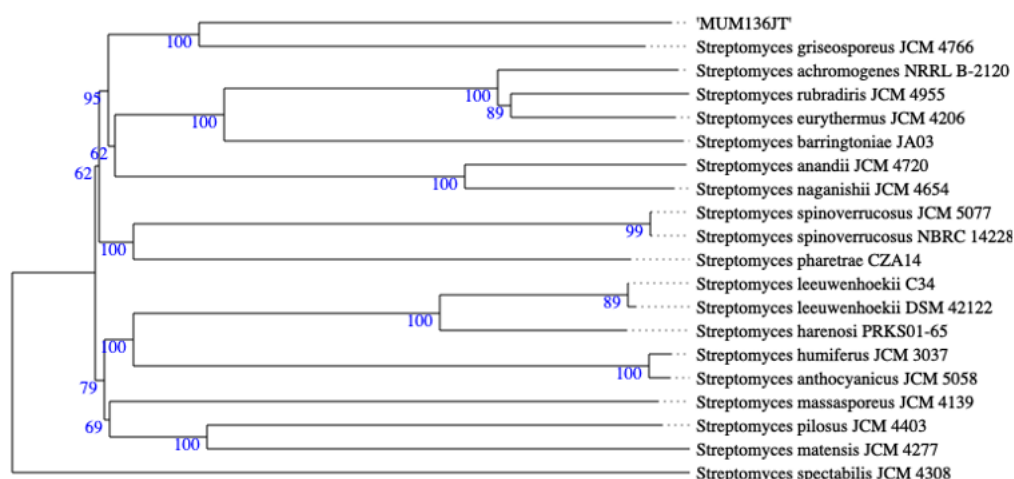 'MUM136JT'
100
Streptomyces griseosporeus JCM 4766
Streptomyces achromogenes NRRL B-2120
100
Streptomyces rubradiris JCM 4955
95
89
Streptomyces eurythermus JCM 4206
100
Streptomyces barringtoniae JA03
62
Streptomyces anandii JCM 4720
62
100
Streptomyces naganishii JCM 4654
Streptomyces spinoverrucosus JCM 5077
99
Streptomyces spinoverrucosus NBRC 14228
100
Streptomyces pharetrae CZA14
Streptomyces leeuwenhoekii C34
89
Streptomyces leeuwenhoekii DSM 42122
100
Streptomyces harenosi PRKS01-65
100
Streptomyces humiferus JCM 3037
100
Streptomyces anthocyanicus JCM 5058
79
Streptomyces massasporeus JCM 4139
69
Streptomyces pilosus JCM 4403
100
Streptomyces matensis JCM 4277
Streptomyces spectabilis JCM 4308